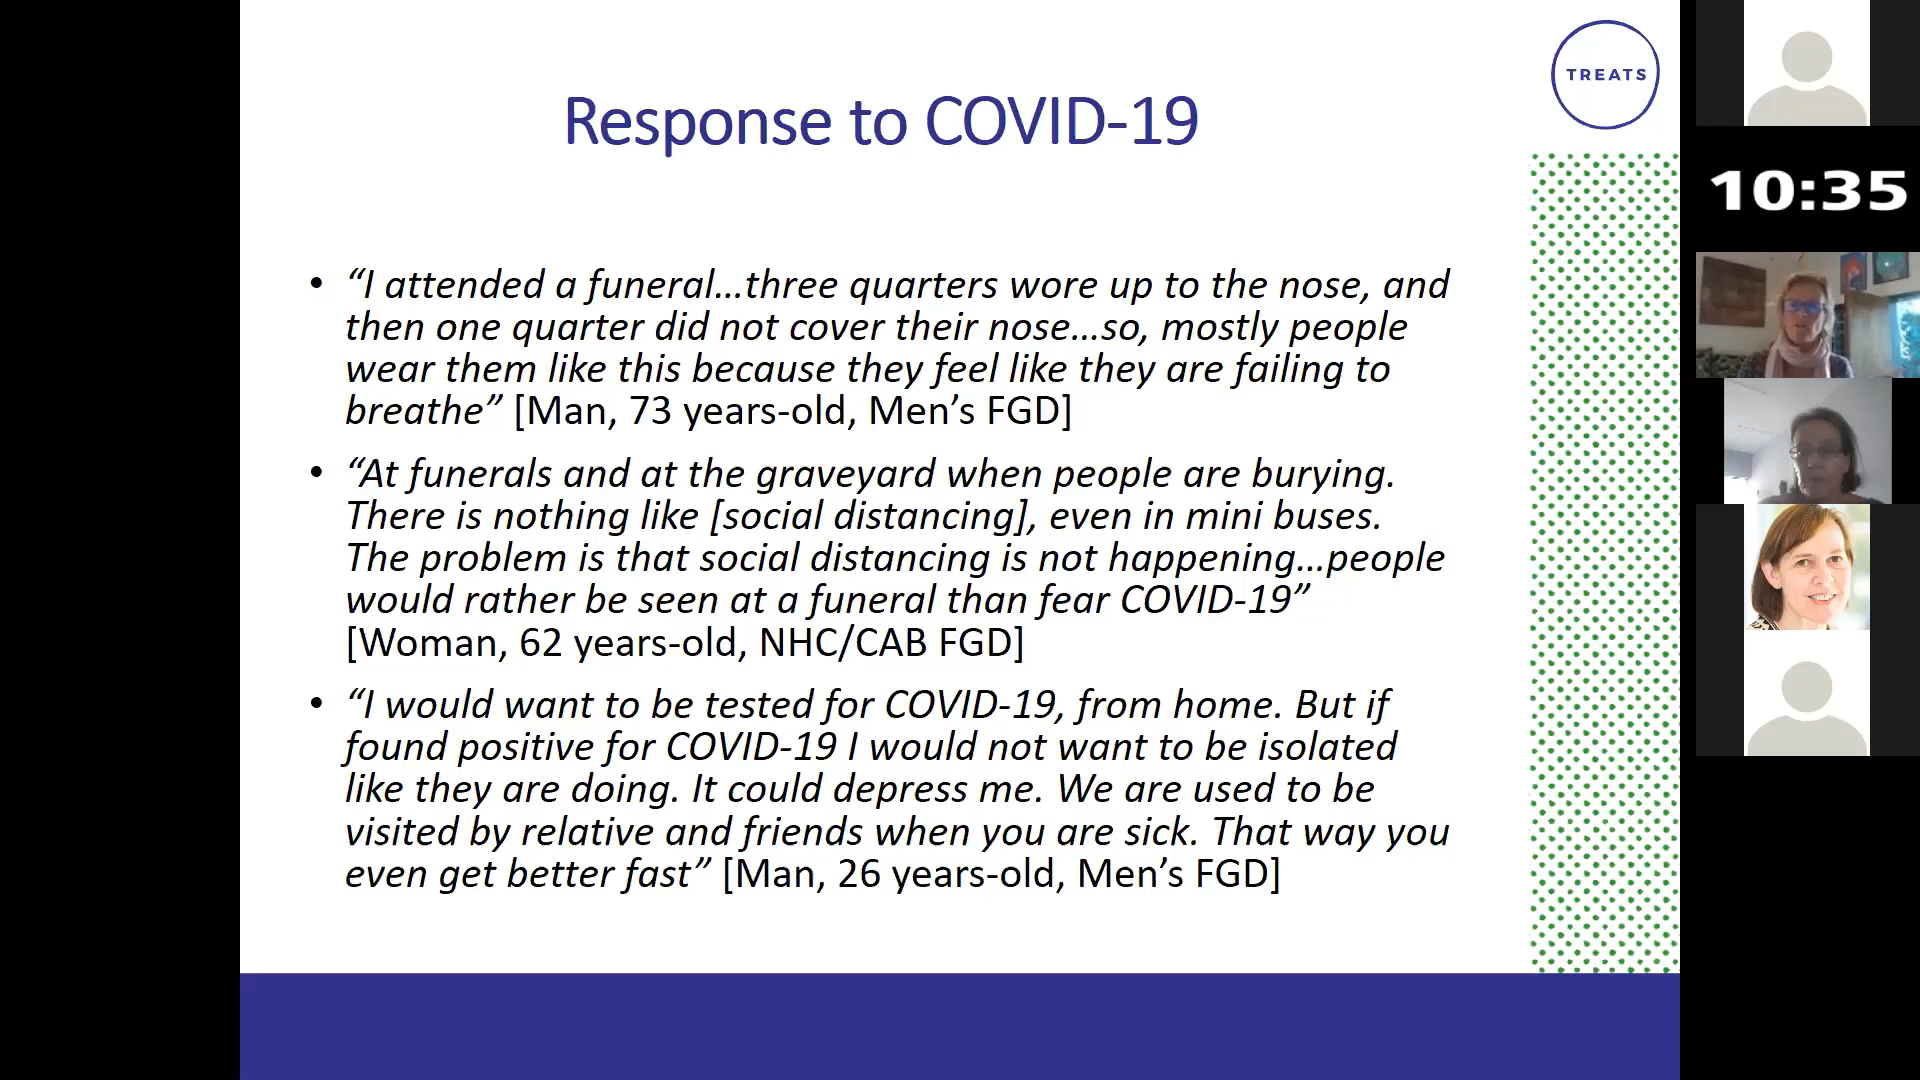 TREATS
Response to COVID-19
10:35
• “I attended a funeral…three quarters wore up to the nose, and
then one quarter did not cover their nose…so, mostly people
wear them like this because they feel like they are failing to
breathe” [Man, 73 years-old, Men’s FGD]
• “At funerals and at the graveyard when people are burying.
There is nothing like [social distancing], even in mini buses.
The problem is that social distancing is not happening…people
would rather be seen at a funeral than fear COVID-19”
[Woman, 62 years-old, NHC/CAB FGD]
• “I would want to be tested for COVID-19, from home. But if
found positive for COVID-19 I would not want to be isolated
like they are doing. It could depress me. We are used to be
visited by relative and friends when you are sick. That way you
even get better fast” [Man, 26 years-old, Men’s FGD]